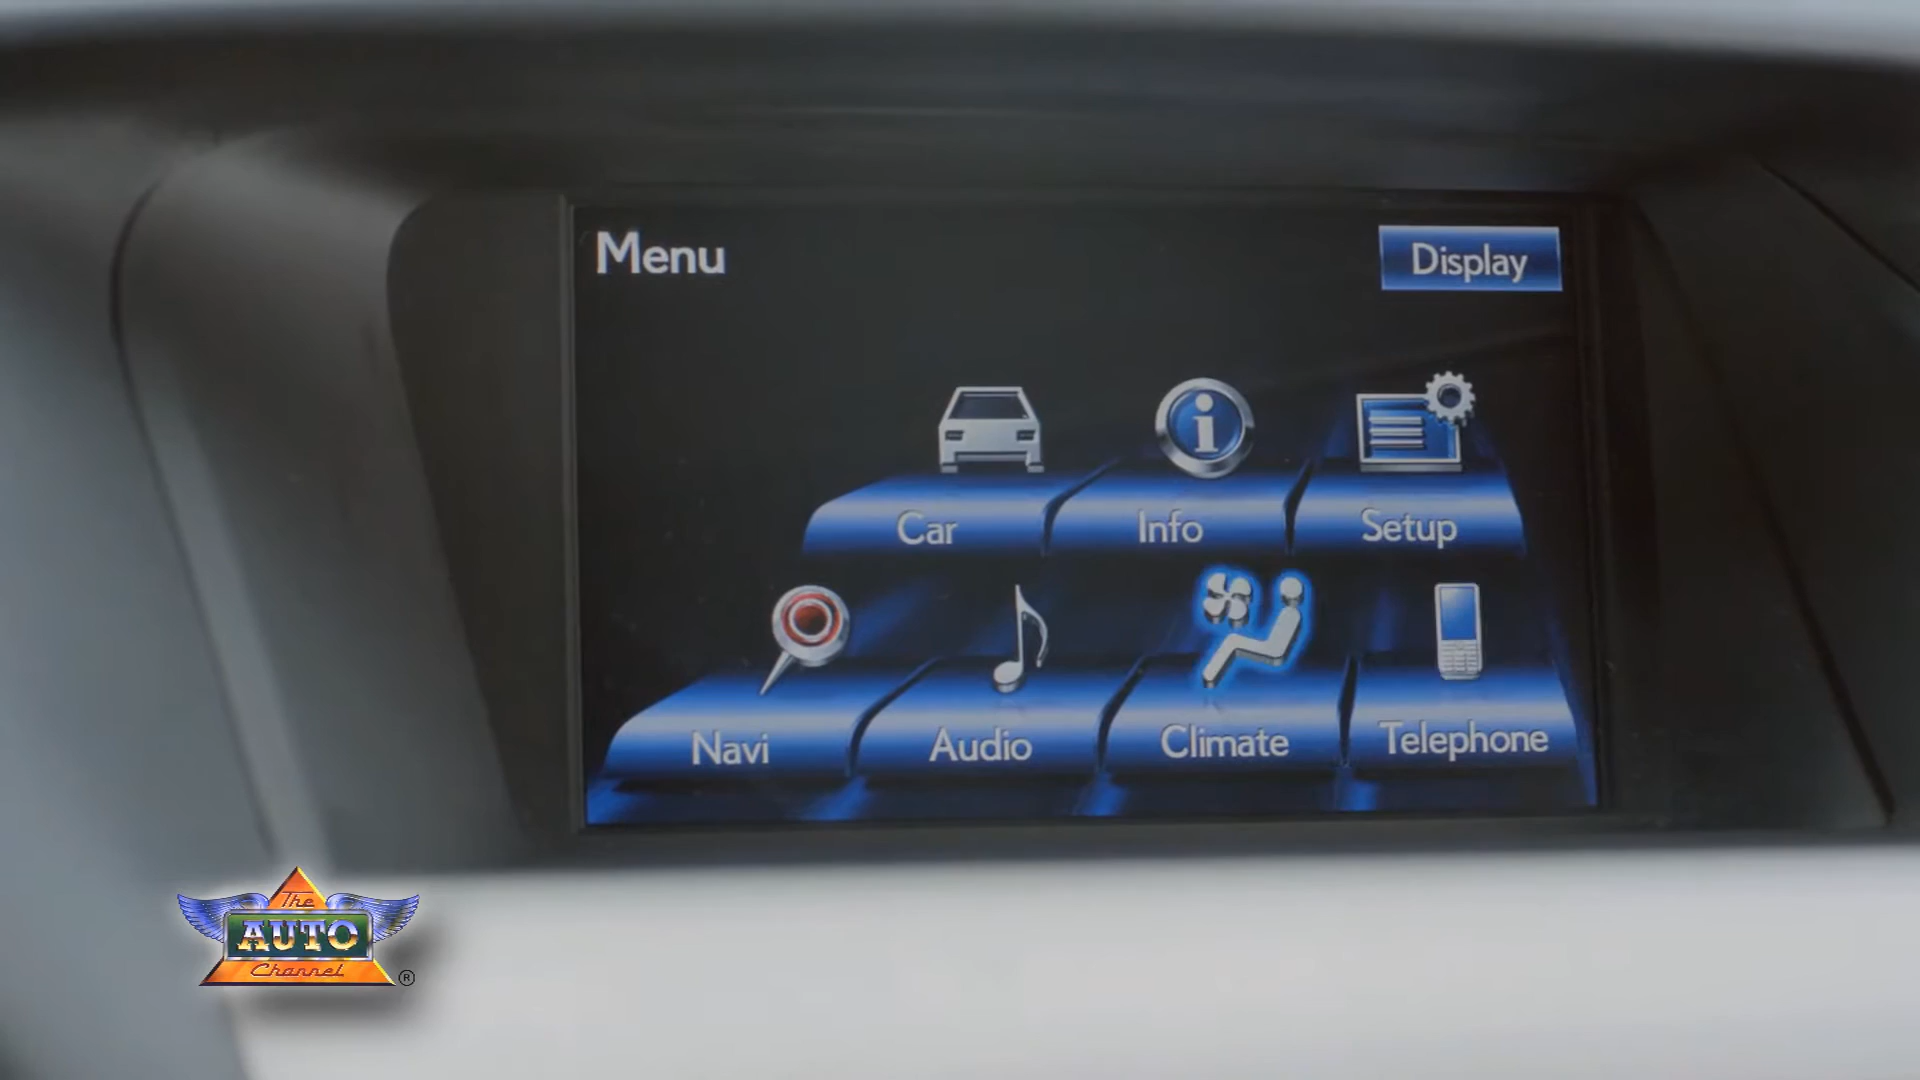 Menu
Display
Car Info Setup
Navi Audio Climate Telephone
The
AUTO
Channel ®